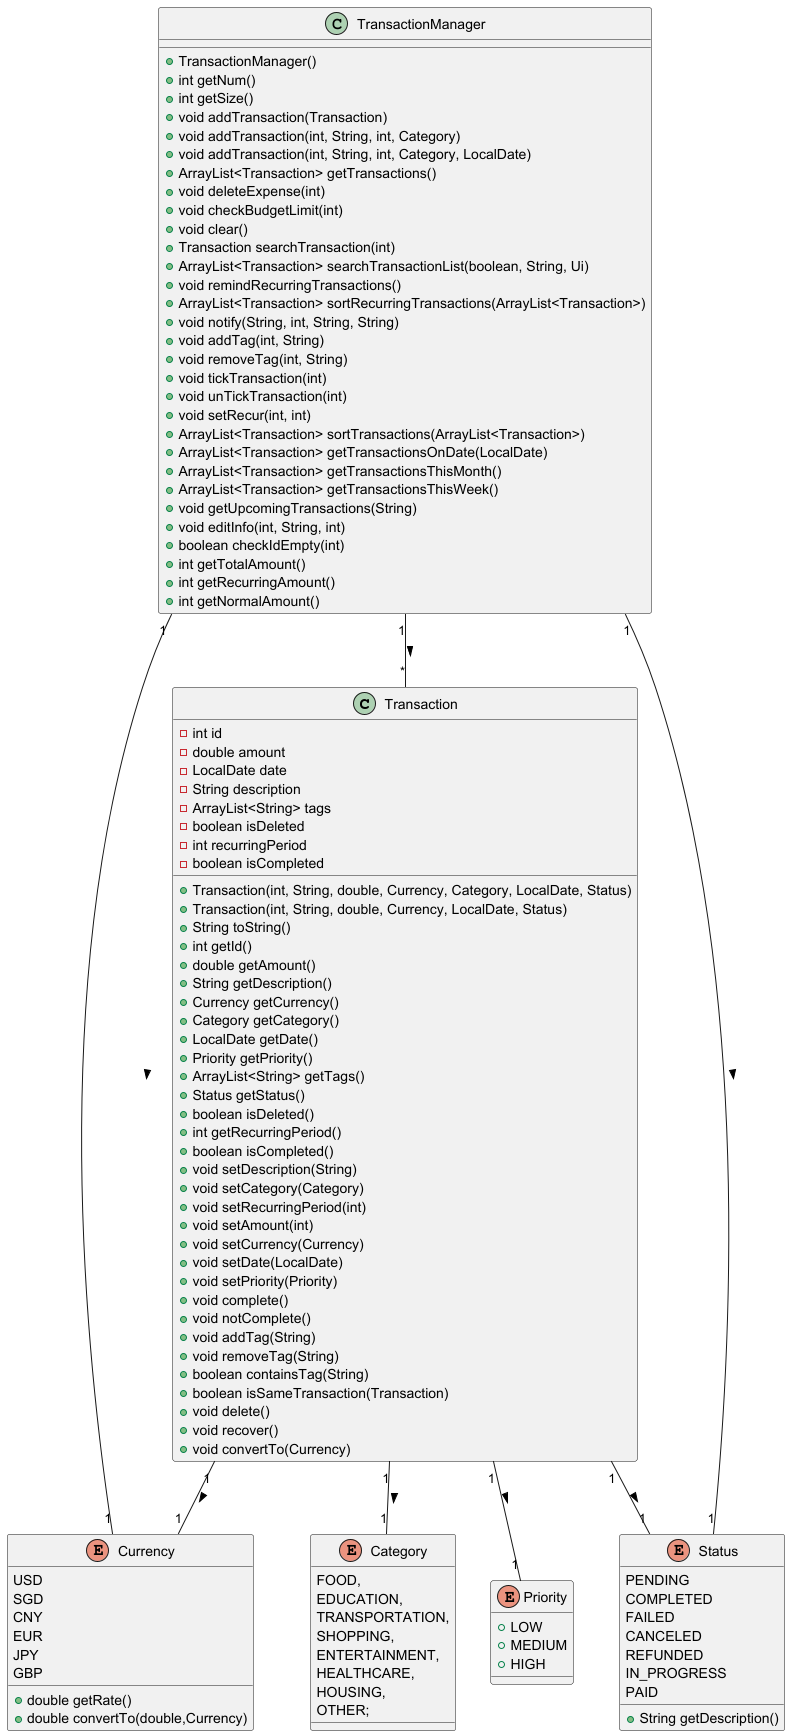 C TransactionManager
TransactionManager()
int getNum()
int getSize()
void addTransaction(Transaction)
void addTransaction(int, String, int, Category)
void addTransaction(int, String, int, Category, LocalDate)
ArrayList<Transaction> getTransactions()
void deleteExpense(int)
void checkBudgetLimit(int)
void clear()
Transaction searchTransaction(int)
ArrayList<Transaction> searchTransactionList(boolean, String, Ui)
void remindRecurringTransactions()
ArrayList<Transaction> sortRecurringTransactions(ArrayList<Transaction>)
void notify(String, int, String, String)
void addTag(int, String)
void removeTag(int, String)
void tickTransaction(int)
void unTickTransaction(int)
void setRecur(int, int)
ArrayList<Transaction> sortTransactions(ArrayList<Transaction>)
ArrayList<Transaction> getTransactionsOnDate(LocalDate)
ArrayList<Transaction> getTransactionsThisMonth()
ArrayList<Transaction> getTransactionsThisWeek()
void getUpcomingTransactions(String)
void editInfo(int, String, int)
boolean checkIdEmpty(int)
int getTotalAmount()
int getRecurringAmount()
int getNormalAmount()
1 1 1
*
C Transaction
int id
double amount
LocalDate date
String description
ArrayList<String> tags
boolean isDeleted
int recurringPeriod
boolean isCompleted
Transaction(int, String, double, Currency, Category, LocalDate, Status)
Transaction(int, String, double, Currency, LocalDate, Status)
String toString()
int getId()
double getAmount()
String getDescription()
Currency getCurrency()
Category getCategory()
LocalDate getDate()
Priority getPriority()
ArrayList<String> getTags()
Status getStatus()
boolean isDeleted()
int getRecurringPeriod()
boolean isCompleted()
void setDescription(String)
void setCategory(Category)
void setRecurringPeriod(int)
void setAmount(int)
void setCurrency(Currency)
void setDate(LocalDate)
void setPriority(Priority)
void complete()
void notComplete()
void addTag(String)
void removeTag(String)
boolean containsTag(String)
boolean isSameTransaction(Transaction)
void delete()
void recover()
void convertTo(Currency)
1 1 1 1
1 1 1 1 1
1
E Currency
USD
SGD
CNY
EUR
JPY
GBP
double getRate()
double convertTo(double,Currency)
E Category
FOOD,
EDUCATION,
TRANSPORTATION,
SHOPPING,
ENTERTAINMENT,
HEALTHCARE,
HOUSING,
OTHER;
E Priority
LOW
MEDIUM
HIGH
E Status
PENDING
COMPLETED
FAILED
CANCELED
REFUNDED
IN_PROGRESS
PAID
String getDescription()